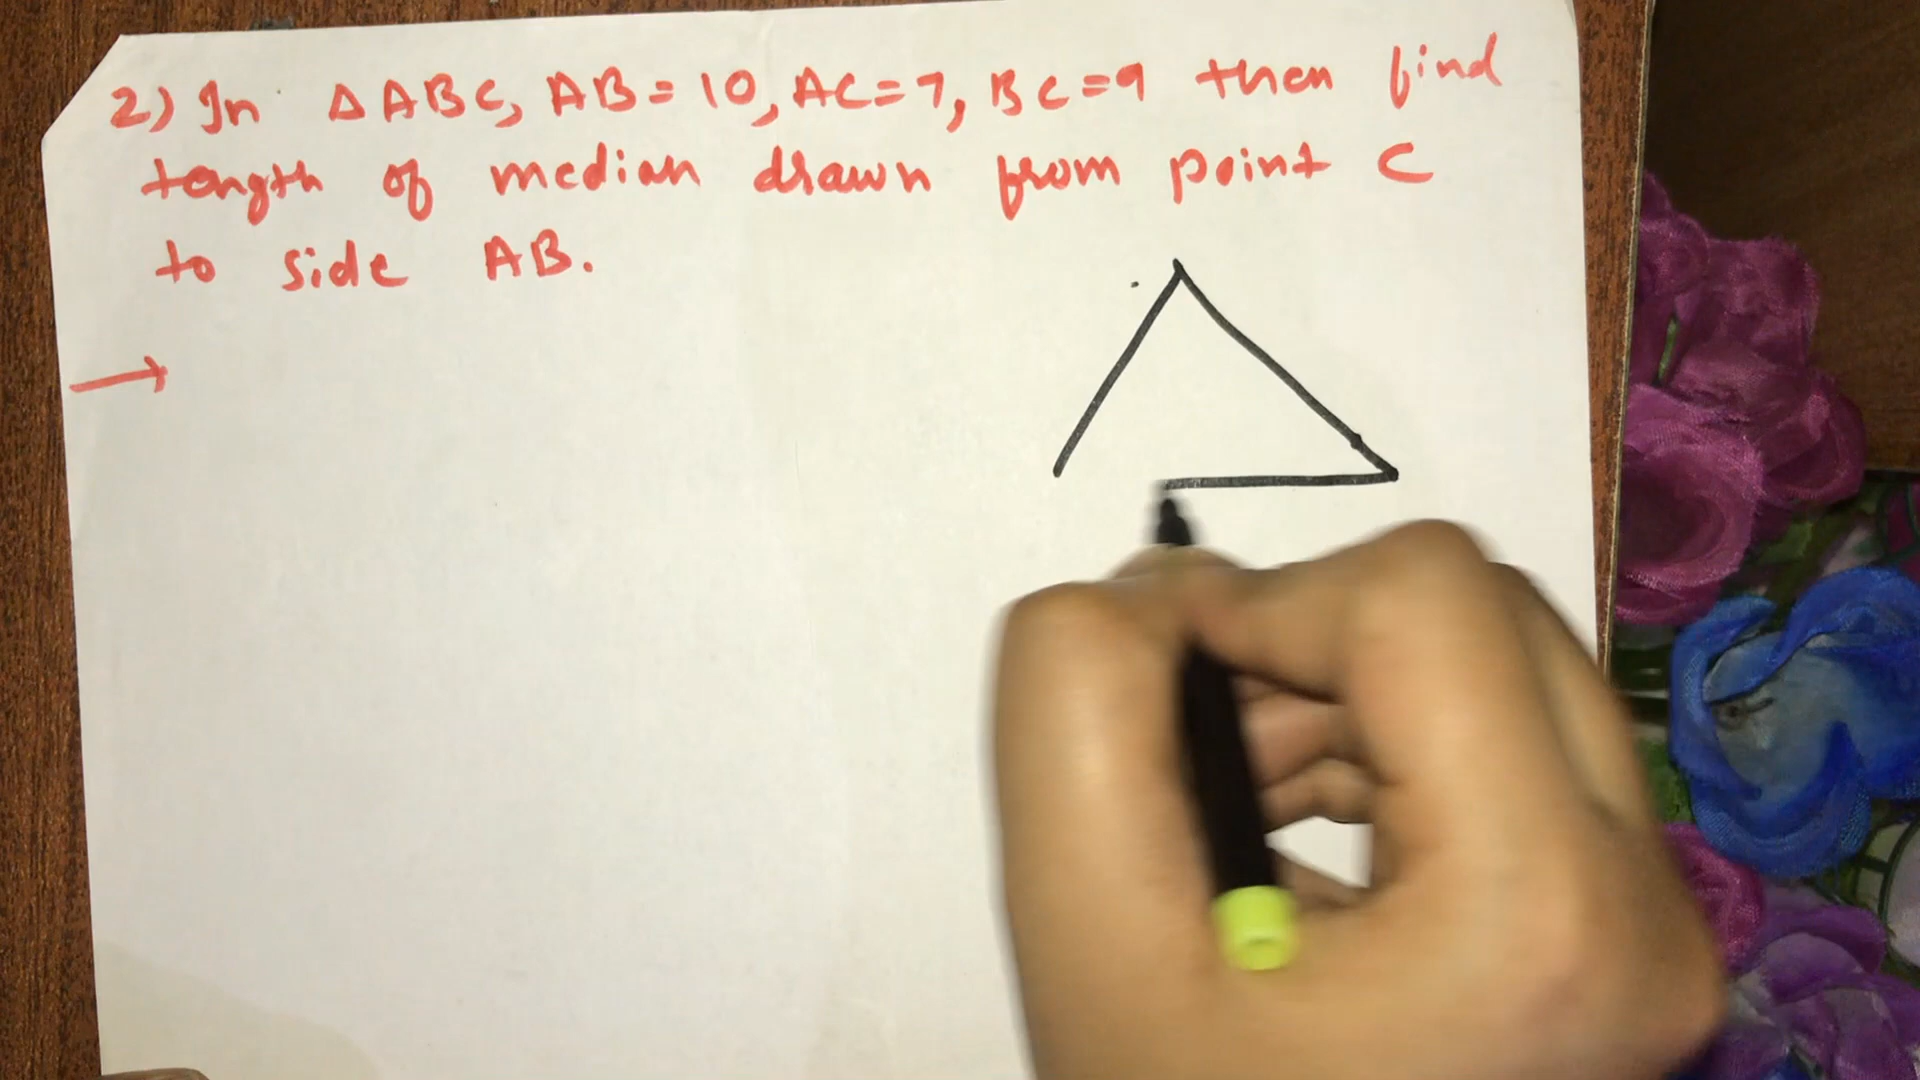 2) In △ABC, AB=10, AC=7, BC=9 then find
length of median drawn from point C
to side AB.
→